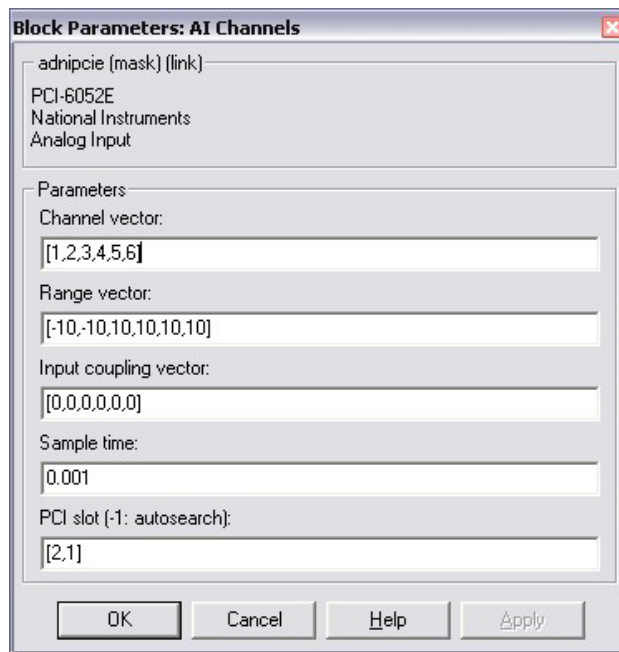 Block Parameters: AI Channels
adnipcie (mask) (link)
PCI-6052E
National Instruments
Analog Input
Parameters
Channel vector:
[1,2,3,4,5,6]
Range vector:
[-10,-10,10,10,10,10]
Input coupling vector:
[0,0,0,0,0,0]
Sample time:
0.001
PCI slot (-1: autosearch):
[2,1]
OK Cancel Help Apply